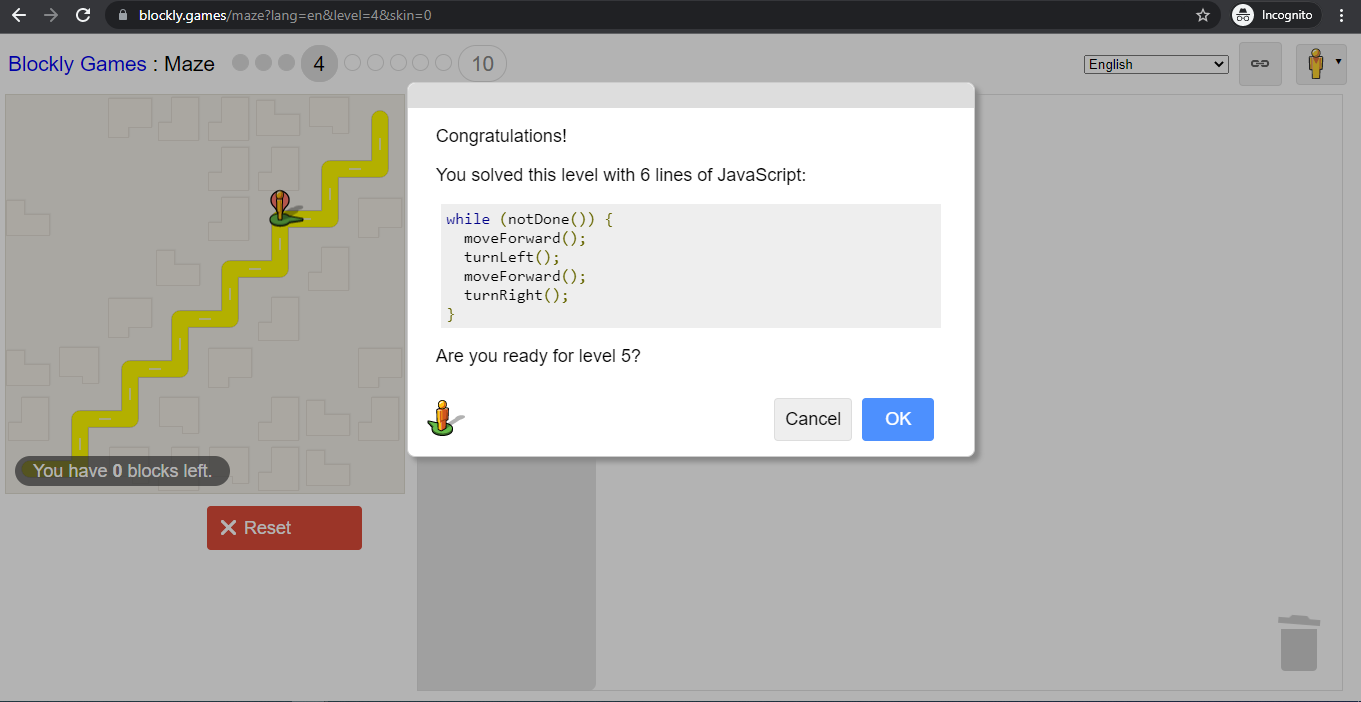 blockly.games/maze?lang=en&level=4&skin=0
Incognito
Blockly Games : Maze 4 10
English
Congratulations!
You solved this level with 6 lines of JavaScript:
while (notDone()) {
moveForward();
turnLeft();
moveForward();
turnRight();
}
Are you ready for level 5?
Cancel OK
You have 0 blocks left.
Reset